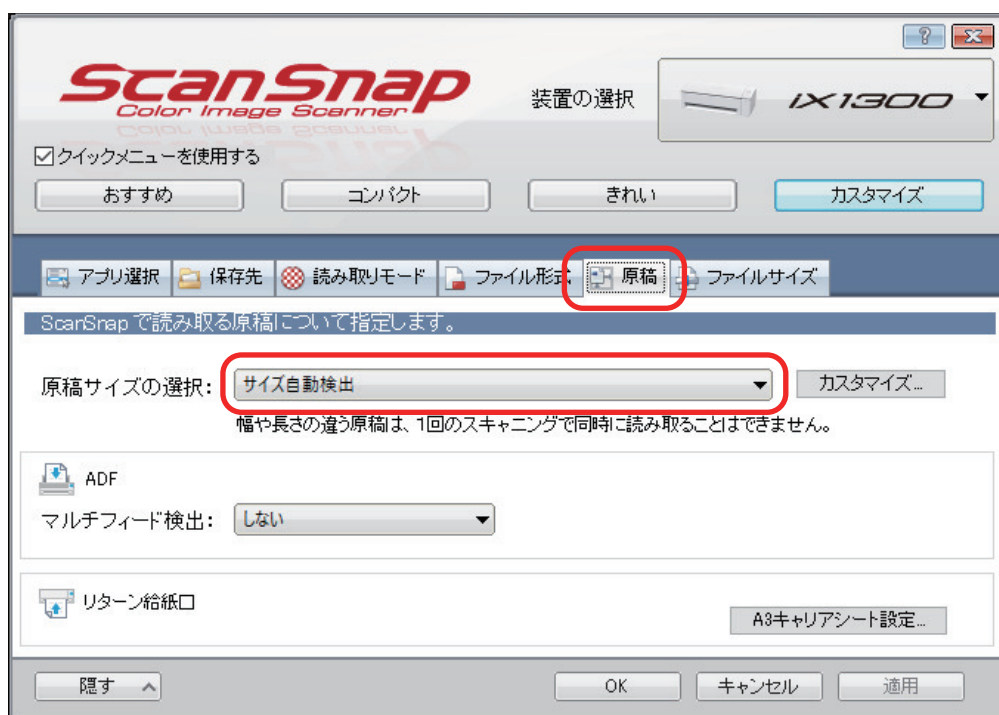 ScanSnap
Color Image Scanner
装置の選択
iX1300
クイックメニューを使用する
おすすめ
コンパクト
きれい
カスタマイズ
アプリ選択
保存先
読み取りモード
ファイル形式
原稿
ファイルサイズ
ScanSnap で読み取る原稿について指定します。
原稿サイズの選択:
サイズ自動検出
カスタマイズ...
幅や長さの違う原稿は、1回のスキャニングで同時に読み取ることはできません。
ADF
マルチフィード検出:
しない
リターン給紙口
A3キャリアシート設定...
隠す
OK
キャンセル
適用